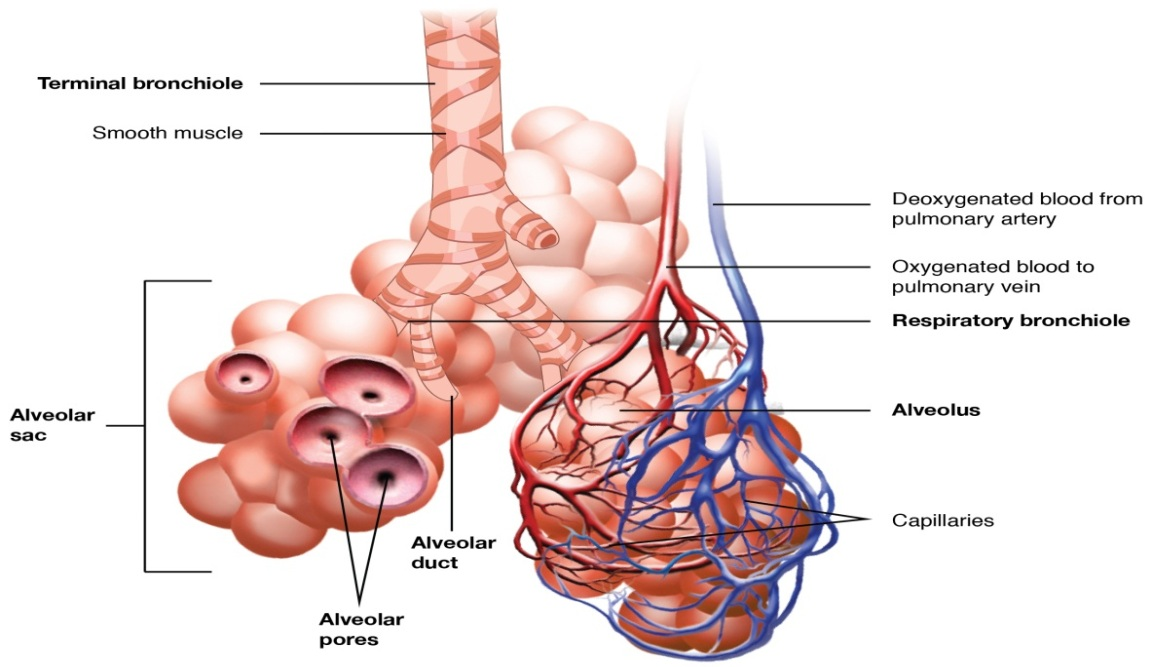 Terminal bronchiole
Smooth muscle
Deoxygenated blood from
pulmonary artery
Oxygenated blood to
pulmonary vein
Respiratory bronchiole
Alveolar
sac
Alveolus
Capillaries
Alveolar
duct
Alveolar
pores